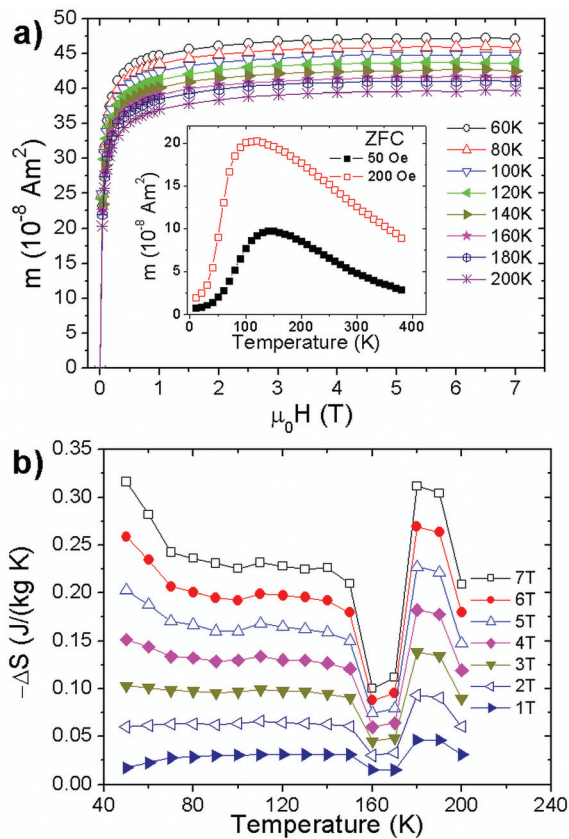 a)
50
45
40
35
30
25
20
15
10
5
0
m (10⁻⁸ Am²)
ZFC
50 Oe
200 Oe
20
15
10
5
0
m (10⁻⁸ Am²)
0 100 200 300 400
Temperature (K)
60K
80K
100K
120K
140K
160K
180K
200K
0 1 2 3 4 5 6 7
μ₀H (T)
b)
0.35
0.30
0.25
0.20
0.15
0.10
0.05
0.00
−ΔS (J/(kg K)
7T
6T
5T
4T
3T
2T
1T
40 80 120 160 200 240
Temperature (K)